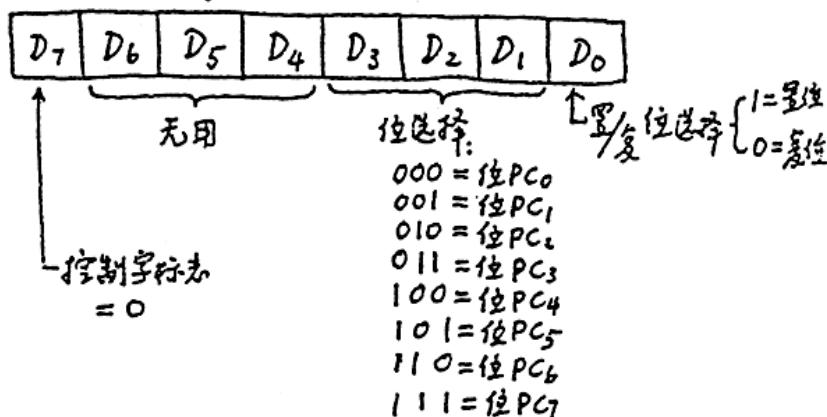 D7 D6 D5 D4 D3 D2 D1 D0
无用
位选择:
置/复位选择 1=置位
0=复位
000=位PC0
001=位PC1
010=位PC2
011=位PC3
100=位PC4
101=位PC5
110=位PC6
111=位PC7
控制字标志
=0